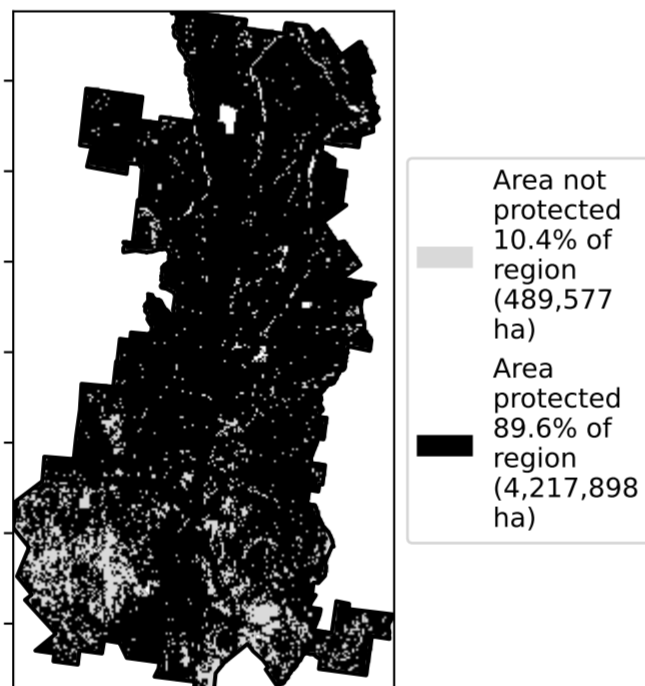 Area not
protected
10.4% of
region
(489,577
ha)
Area
protected
89.6% of
region
(4,217,898
ha)